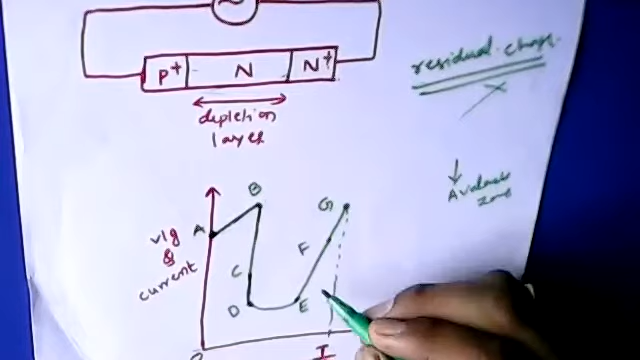 P+ N N+
depletion
layer
residual charge
Avalanche
zone
B
G
A
vlg
&
current
F
C
D
E